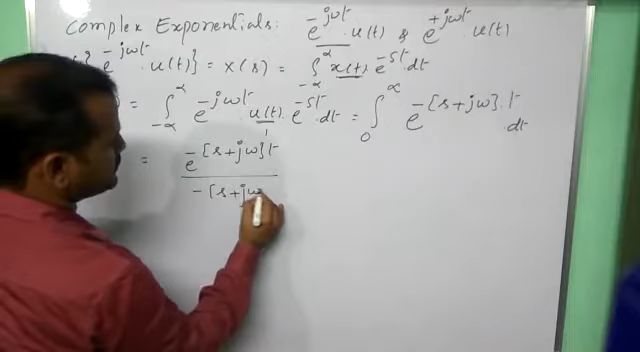 Complex Exponentials: e^{-jωt}.u(t) & e^{+jωt}.u(t)
{e^{-jωt}.u(t)} = X(s) = ∫_{-∞}^{∞} x(t) e^{-st}.dt
) = ∫_{-∞}^{∞} e^{-jωt} u(t).e^{-st}.dt = ∫_{0}^{∞} e^{-[s+jω].t} dt
= e^{-[s+jω]t} / -[s+jω